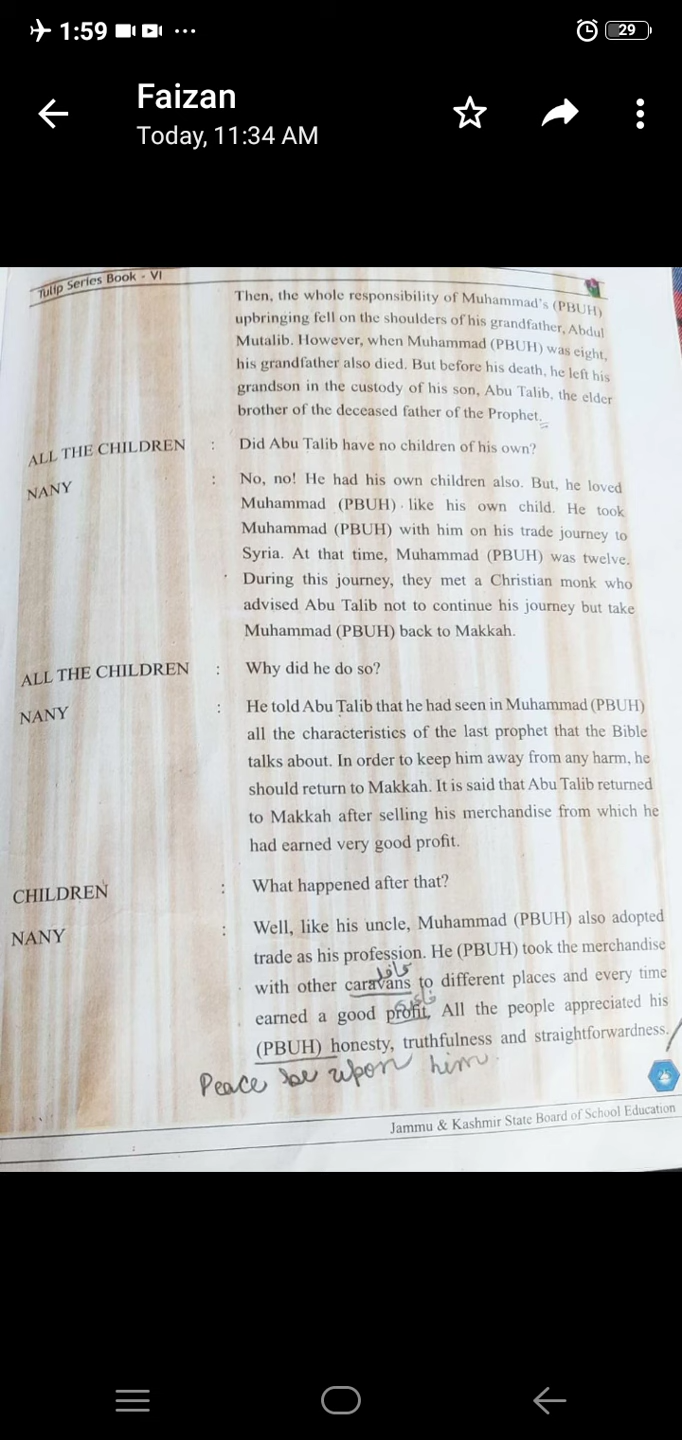 1:59
29
Faizan
Today, 11:34 AM
Tulip Series Book - VI
Then, the whole responsibility of Muhammad's (PBUH)
upbringing fell on the shoulders of his grandfather, Abdul
Mutalib. However, when Muhammad (PBUH) was eight,
his grandfather also died. But before his death, he left his
grandson in the custody of his son, Abu Talib, the elder
brother of the deceased father of the Prophet.
ALL THE CHILDREN : Did Abu Talib have no children of his own?
NANY : No, no! He had his own children also. But, he loved
Muhammad (PBUH) like his own child. He took
Muhammad (PBUH) with him on his trade journey to
Syria. At that time, Muhammad (PBUH) was twelve.
During this journey, they met a Christian monk who
advised Abu Talib not to continue his journey but take
Muhammad (PBUH) back to Makkah.
ALL THE CHILDREN : Why did he do so?
NANY : He told Abu Talib that he had seen in Muhammad (PBUH)
all the characteristics of the last prophet that the Bible
talks about. In order to keep him away from any harm, he
should return to Makkah. It is said that Abu Talib returned
to Makkah after selling his merchandise from which he
had earned very good profit.
CHILDREN : What happened after that?
NANY : Well, like his uncle, Muhammad (PBUH) also adopted
trade as his profession. He (PBUH) took the merchandise
with other caravans to different places and every time
earned a good profit. All the people appreciated his
(PBUH) honesty, truthfulness and straightforwardness.
Peace be upon him.
Jammu & Kashmir State Board of School Education